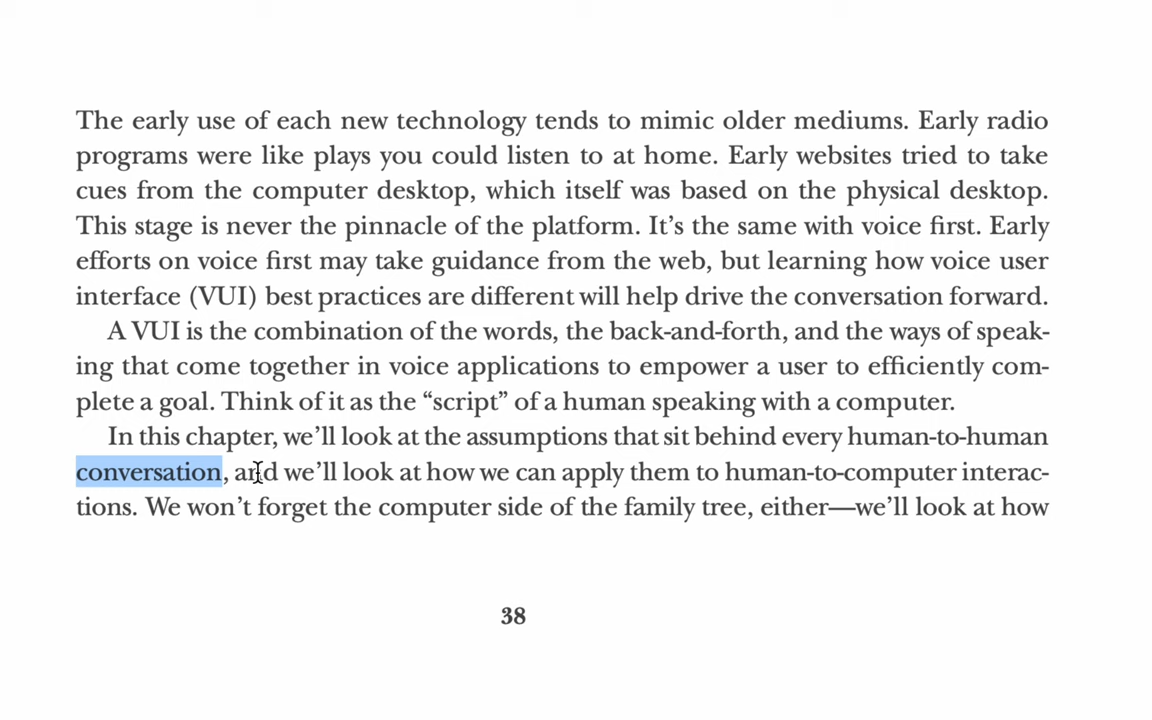 The early use of each new technology tends to mimic older mediums. Early radio
programs were like plays you could listen to at home. Early websites tried to take
cues from the computer desktop, which itself was based on the physical desktop.
This stage is never the pinnacle of the platform. It’s the same with voice first. Early
efforts on voice first may take guidance from the web, but learning how voice user
interface (VUI) best practices are different will help drive the conversation forward.
A VUI is the combination of the words, the back-and-forth, and the ways of speak-
ing that come together in voice applications to empower a user to efficiently com-
plete a goal. Think of it as the “script” of a human speaking with a computer.
In this chapter, we’ll look at the assumptions that sit behind every human-to-human
conversation, and we’ll look at how we can apply them to human-to-computer interac-
tions. We won’t forget the computer side of the family tree, either—we’ll look at how
38